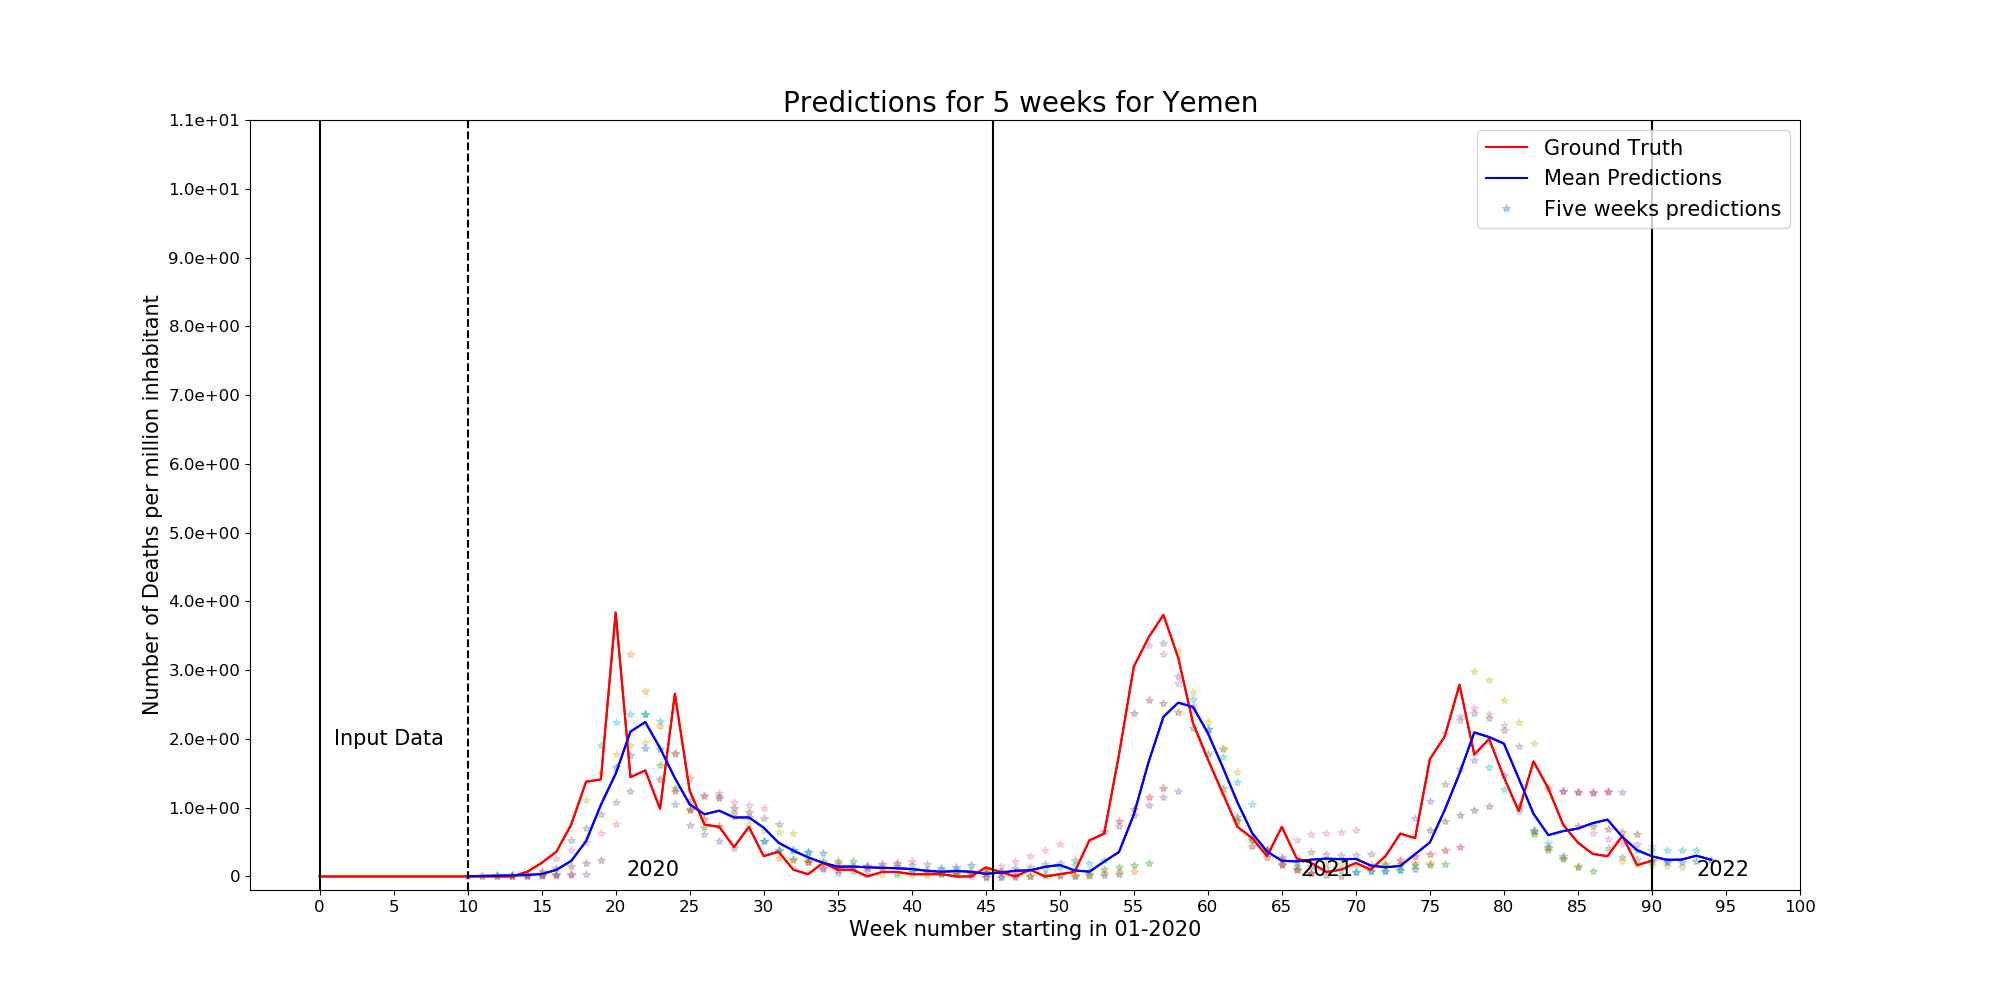 Predictions for 5 weeks for Yemen
1.1e+01
1.0e+01
9.0e+00
8.0e+00
7.0e+00
6.0e+00
5.0e+00
4.0e+00
3.0e+00
2.0e+00
1.0e+00
0
Number of Deaths per million inhabitant
Ground Truth
Mean Predictions
Five weeks predictions
Input Data
2020
2021
2022
0 5 10 15 20 25 30 35 40 45 50 55 60 65 70 75 80 85 90 95 100
Week number starting in 01-2020